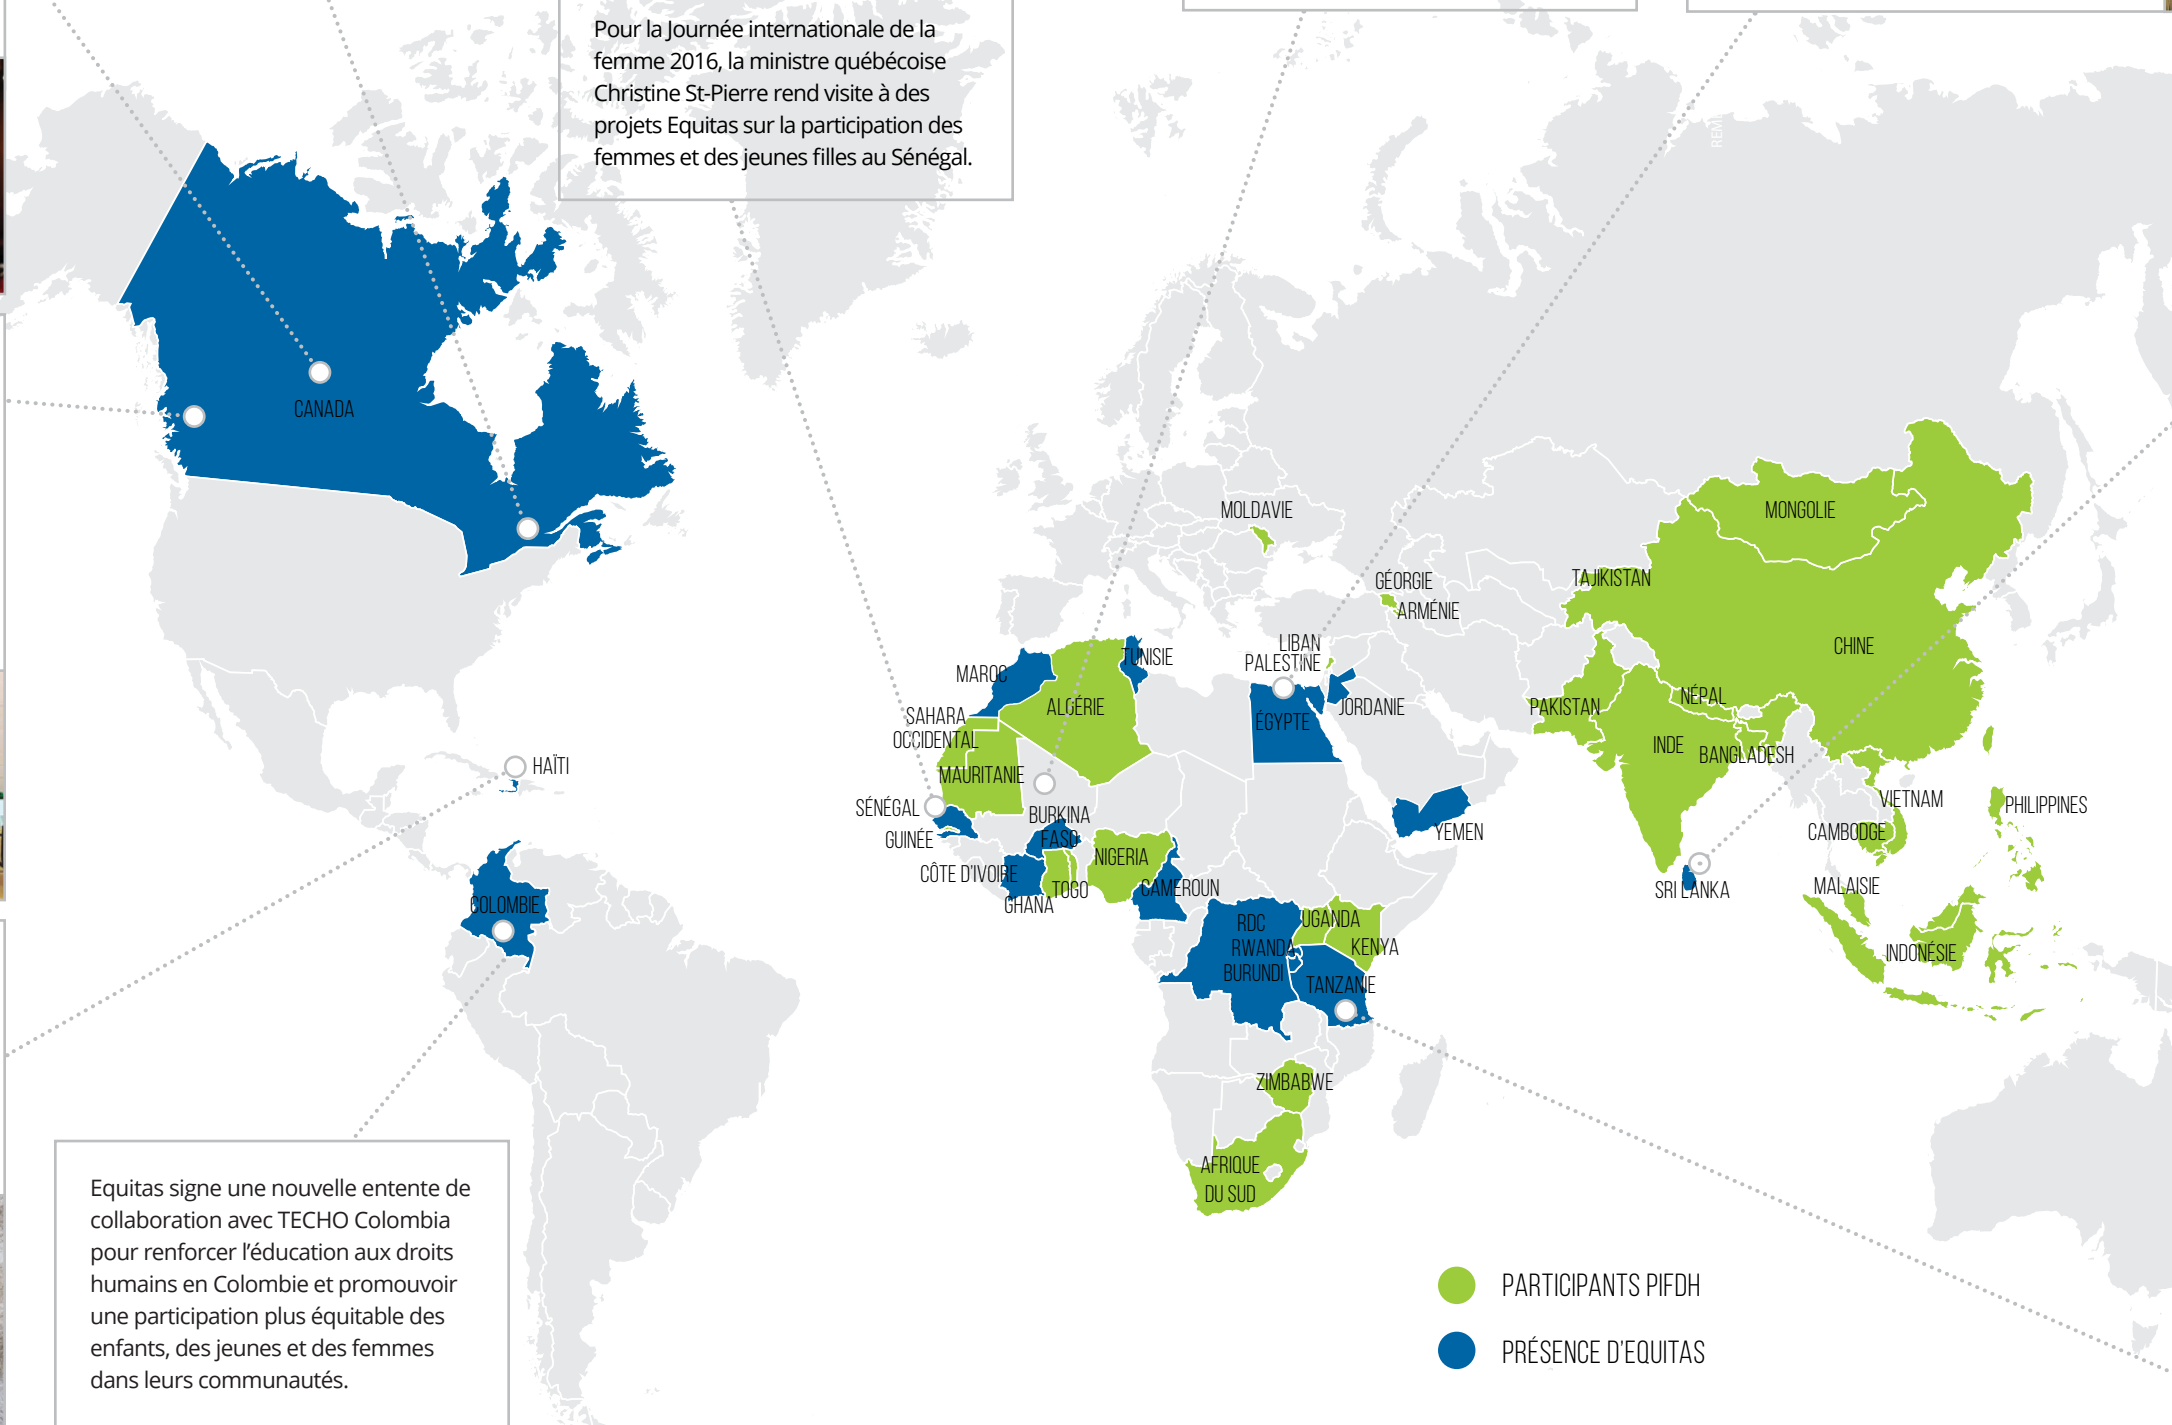 Pour la Journée internationale de la
femme 2016, la ministre québécoise
Christine St-Pierre rend visite à des
projets Equitas sur la participation des
femmes et des jeunes filles au Sénégal.
CANADA
MOLDAVIE
MONGOLIE
GÉORGIE
ARMÉNIE
TAJIKISTAN
CHINE
LIBAN
PALESTINE
MAROC
TUNISIE
ALGÉRIE
SAHARA
OCCIDENTAL
ÉGYPTE
JORDANIE
PAKISTAN
NÉPAL
INDE
BANGLADESH
HAÏTI
MAURITANIE
SÉNÉGAL
GUINÉE
BURKINA
FASO
YEMEN
VIETNAM
PHILIPPINES
CAMBODGE
CÔTE D'IVOIRE
GHANA
TOGO
NIGERIA
CAMEROUN
SRI LANKA
MALAISIE
COLOMBIE
RDC
RWANDA
BURUNDI
UGANDA
KENYA
TANZANIE
INDONÉSIE
ZIMBABWE
AFRIQUE
DU SUD
Equitas signe une nouvelle entente de
collaboration avec TECHO Colombia
pour renforcer l’éducation aux droits
humains en Colombie et promouvoir
une participation plus équitable des
enfants, des jeunes et des femmes
dans leurs communautés.
PARTICIPANTS PIFDH
PRÉSENCE D'EQUITAS